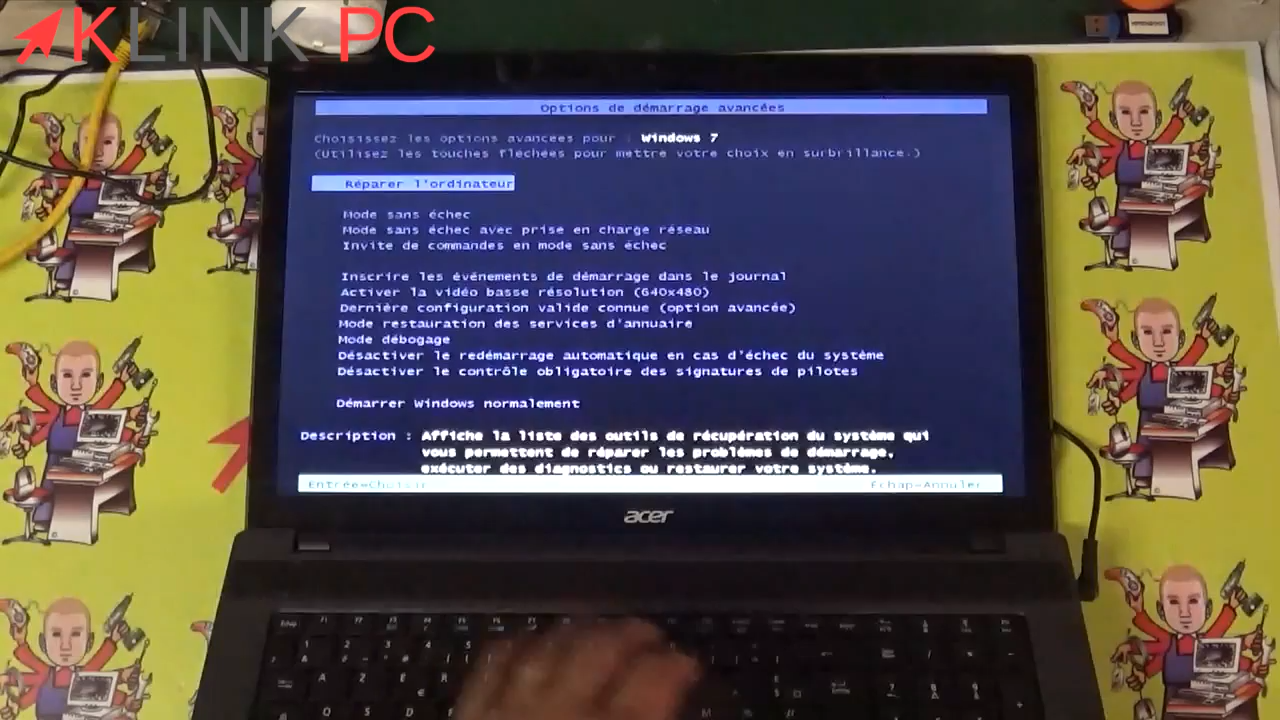 KLINK PC
Options de démarrage avancées
Choisissez les options avancées pour : Windows 7
(Utilisez les touches fléchées pour mettre votre choix en surbrillance.)
Réparer l'ordinateur
Mode sans échec
Mode sans échec avec prise en charge réseau
Invite de commandes en mode sans échec
Inscrire les événements de démarrage dans le journal
Activer la vidéo basse résolution (640x480)
Dernière configuration valide connue (option avancée)
Mode restauration des services d'annuaire
Mode débogage
Désactiver le redémarrage automatique en cas d'échec du système
Désactiver le contrôle obligatoire des signatures de pilotes
Démarrer Windows normalement
Description : Affiche la liste des outils de récupération du système qui
vous permettent de réparer les problèmes de démarrage,
exécuter des diagnostics ou restaurer votre système.
Entrée=Choisir Echap=Annuler
acer